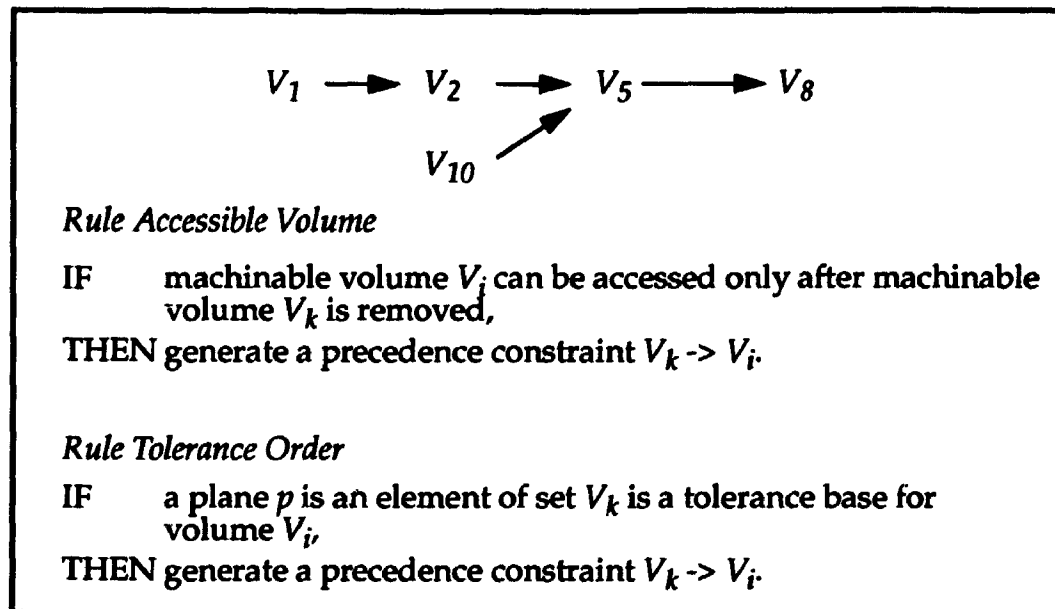 V1 → V2 → V5 → V8
V10
Rule Accessible Volume
IF machinable volume Vi can be accessed only after machinable
volume Vk is removed,
THEN generate a precedence constraint Vk -> Vi.
Rule Tolerance Order
IF a plane p is an element of set Vk is a tolerance base for
volume Vi,
THEN generate a precedence constraint Vk -> Vi.